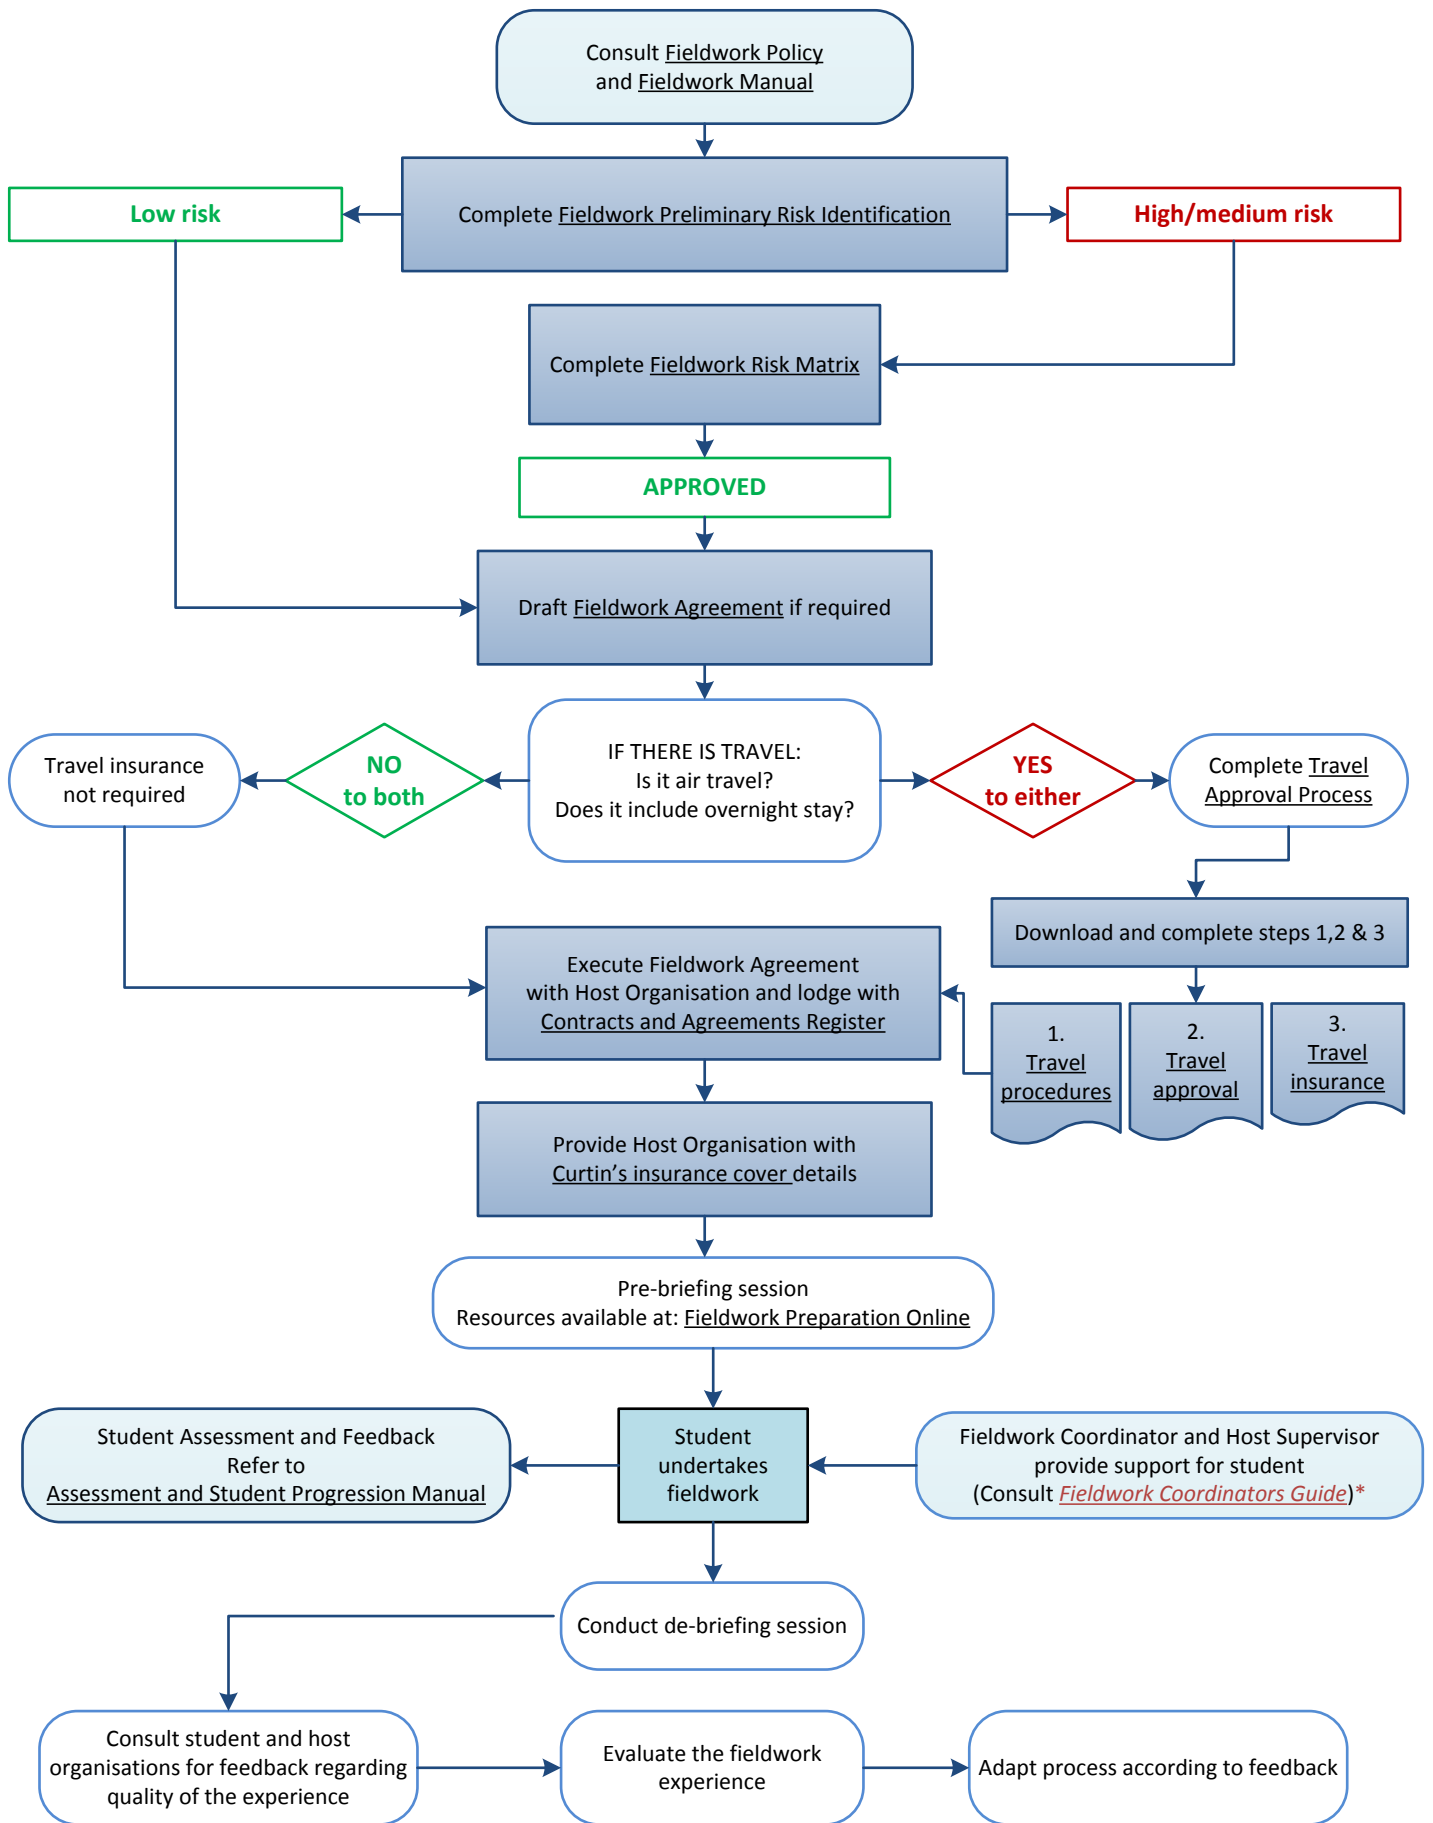 Consult Fieldwork Policy
and Fieldwork Manual
Low risk
Complete Fieldwork Preliminary Risk Identification
High/medium risk
Complete Fieldwork Risk Matrix
APPROVED
Draft Fieldwork Agreement if required
Travel insurance
not required
NO
to both
IF THERE IS TRAVEL:
Is it air travel?
Does it include overnight stay?
YES
to either
Complete Travel
Approval Process
Download and complete steps 1,2 & 3
Execute Fieldwork Agreement
with Host Organisation and lodge with
Contracts and Agreements Register
1.
Travel
procedures
2.
Travel
approval
3.
Travel
insurance
Provide Host Organisation with
Curtin’s insurance cover details
Pre-briefing session
Resources available at: Fieldwork Preparation Online
Student Assessment and Feedback
Refer to
Assessment and Student Progression Manual
Student
undertakes
fieldwork
Fieldwork Coordinator and Host Supervisor
provide support for student
(Consult Fieldwork Coordinators Guide)*
Conduct de-briefing session
Consult student and host
organisations for feedback regarding
quality of the experience
Evaluate the fieldwork
experience
Adapt process according to feedback